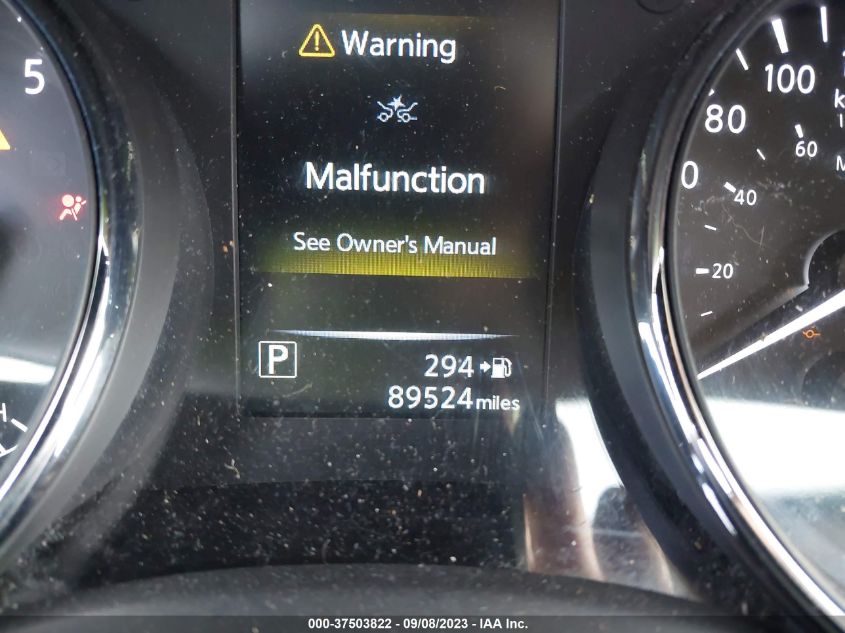 Warning
Malfunction
See Owner's Manual
P
294
89524 miles
5
H
100
80
60
40
20
0
000-37503822 - 09/08/2023 - IAA Inc.